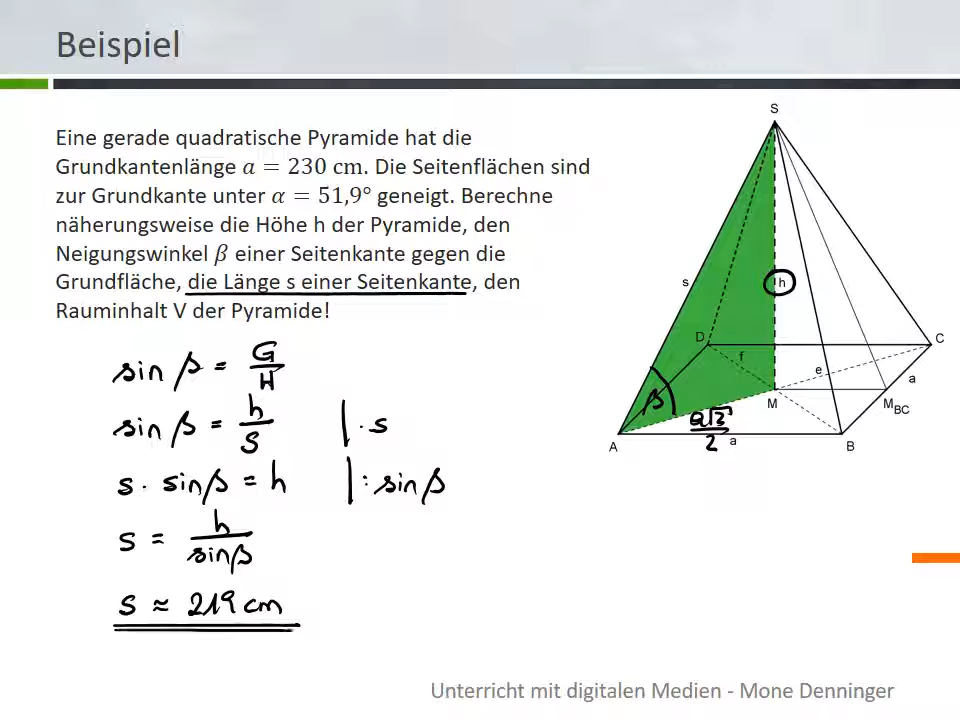 Beispiel
Eine gerade quadratische Pyramide hat die
Grundkantenlänge a = 230 cm. Die Seitenflächen sind
zur Grundkante unter α = 51,9° geneigt. Berechne
näherungsweise die Höhe h der Pyramide, den
Neigungswinkel β einer Seitenkante gegen die
Grundfläche, die Länge s einer Seitenkante, den
Rauminhalt V der Pyramide!
sin β = G/H
sin β = h/s | · s
s · sin β = h | : sin β
s = h/sin β
s ≈ 219 cm
S
s
h
D
C
f
e
a
β
M
M_BC
a√2/2
a
A
B
Unterricht mit digitalen Medien - Mone Denninger